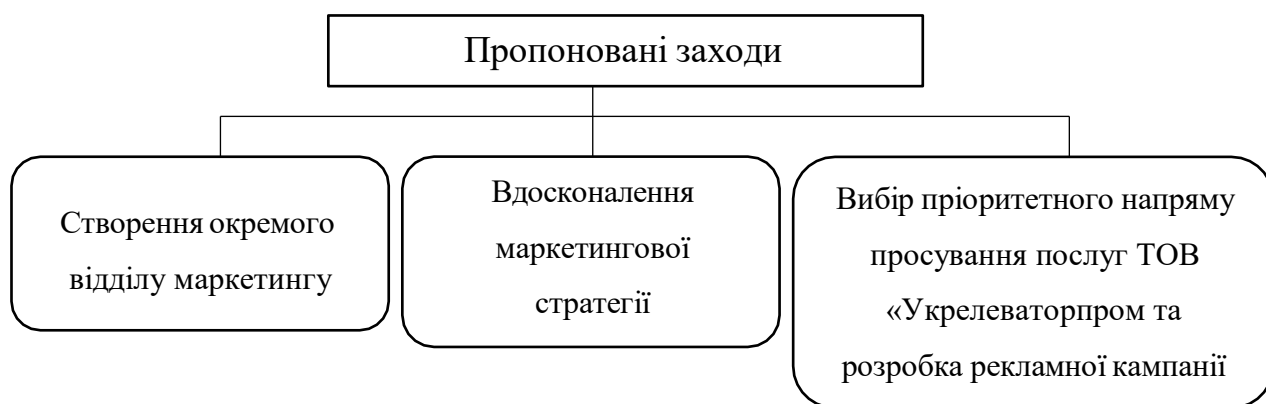 Пропоновані заходи
Створення окремого
відділу маркетингу
Вдосконалення
маркетингової
стратегії
Вибір пріоритетного напряму
просування послуг ТОВ
«Укрелеваторпром та
розробка рекламної кампанії